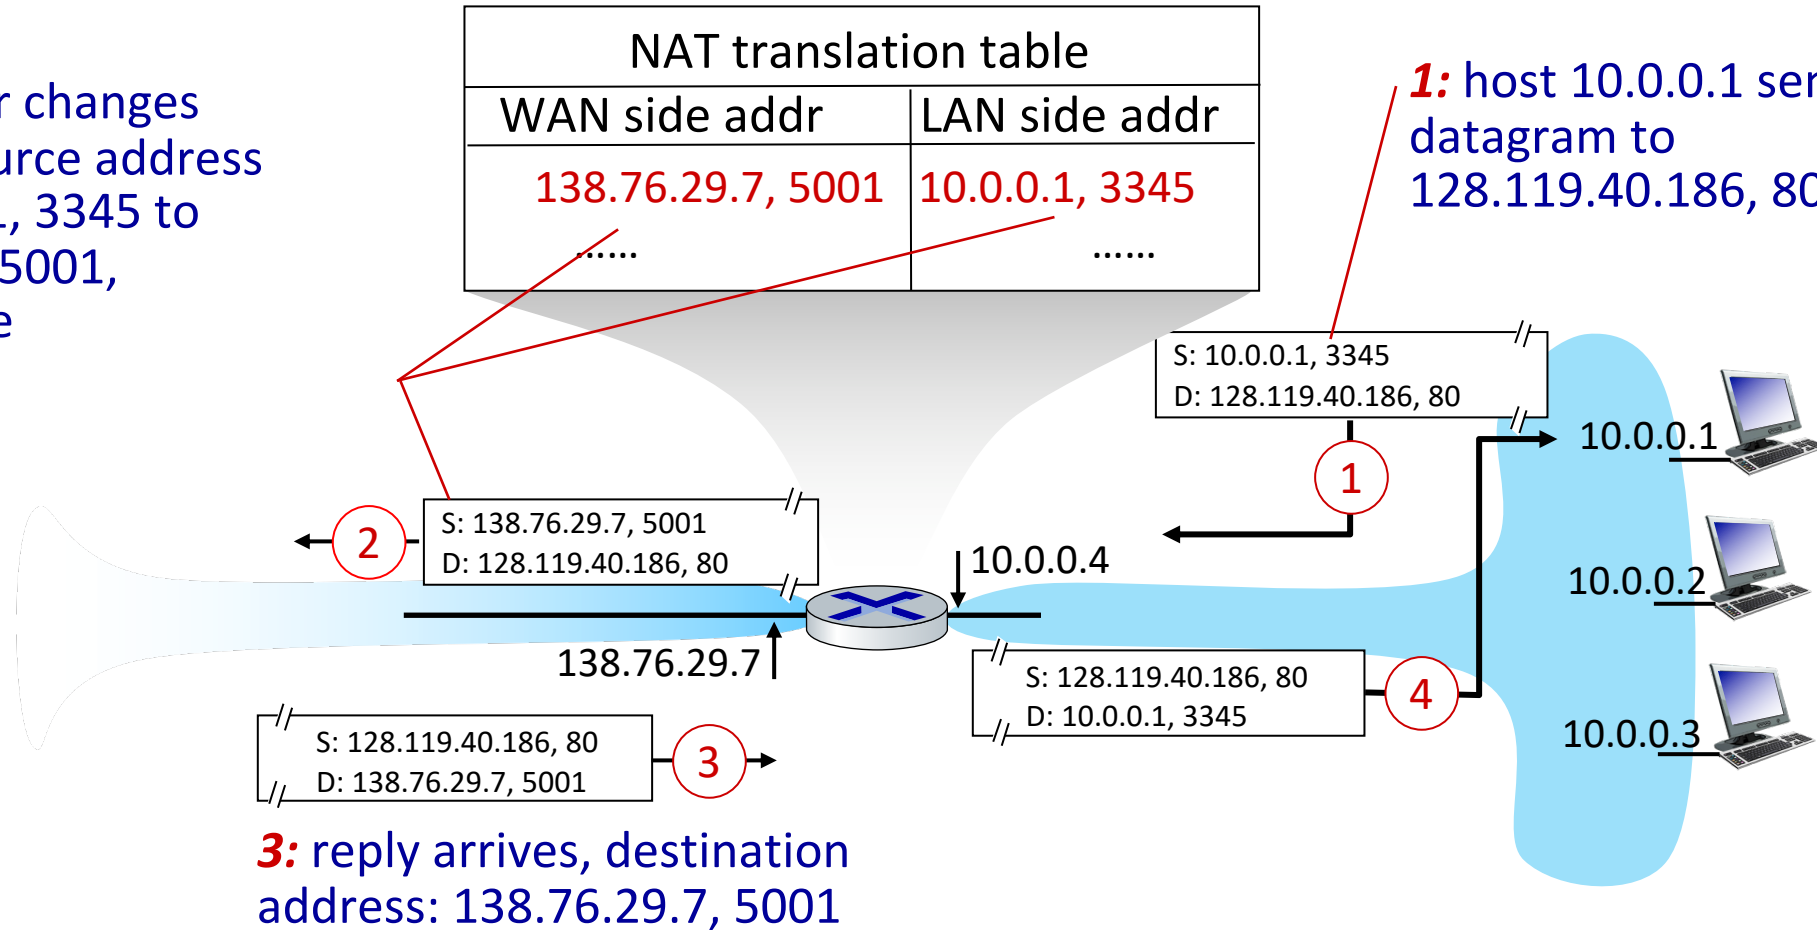 NAT translation table
WAN side addr LAN side addr
138.76.29.7, 5001 10.0.0.1, 3345
...... ......
changes
address
3345 to
5001,
1: host 10.0.0.1
datagram to
128.119.40.186, 80
S: 10.0.0.1, 3345
D: 128.119.40.186, 80
1
10.0.0.1
2
S: 138.76.29.7, 5001
D: 128.119.40.186, 80
10.0.0.4
10.0.0.2
138.76.29.7
S: 128.119.40.186, 80
D: 10.0.0.1, 3345
4
10.0.0.3
S: 128.119.40.186, 80
D: 138.76.29.7, 5001
3
3: reply arrives, destination
address: 138.76.29.7, 5001